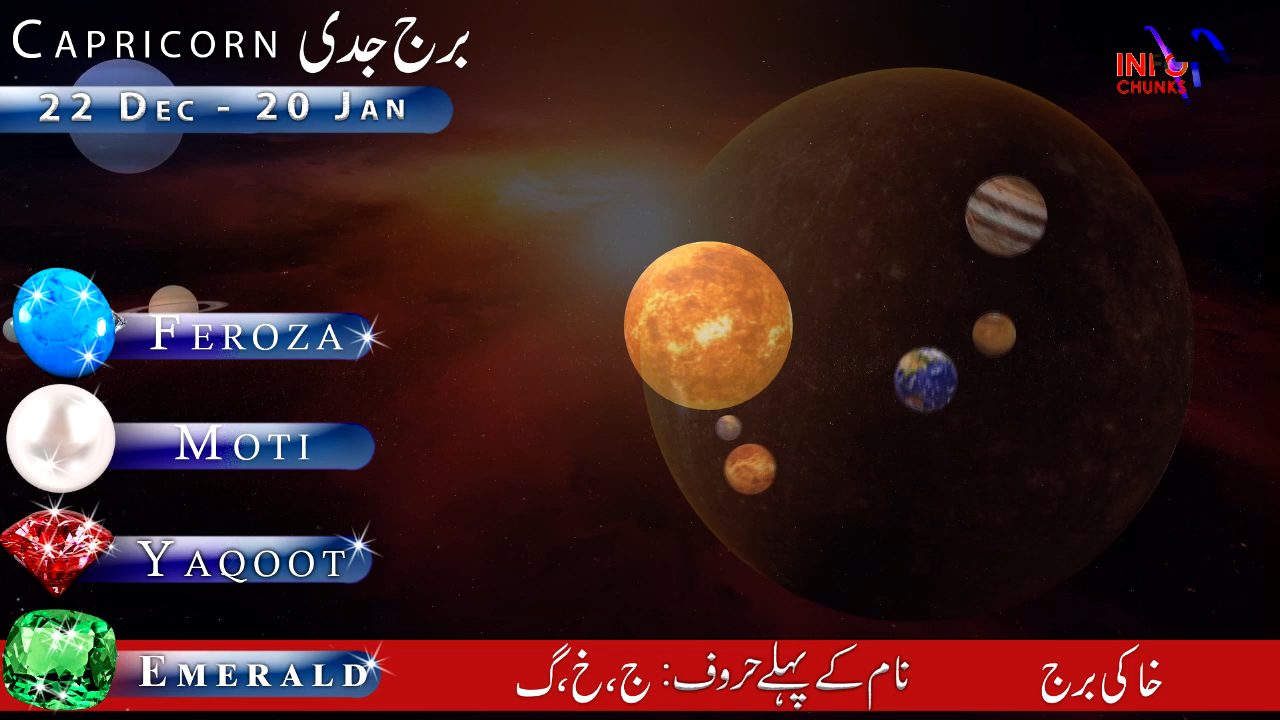 Capricorn برج جدی
22 Dec - 20 Jan
INFO
CHUNKS
Feroza
Moti
Yaqoot
Emerald
نام کے پہلے حروف: ج، خ، گ
خاکی برج